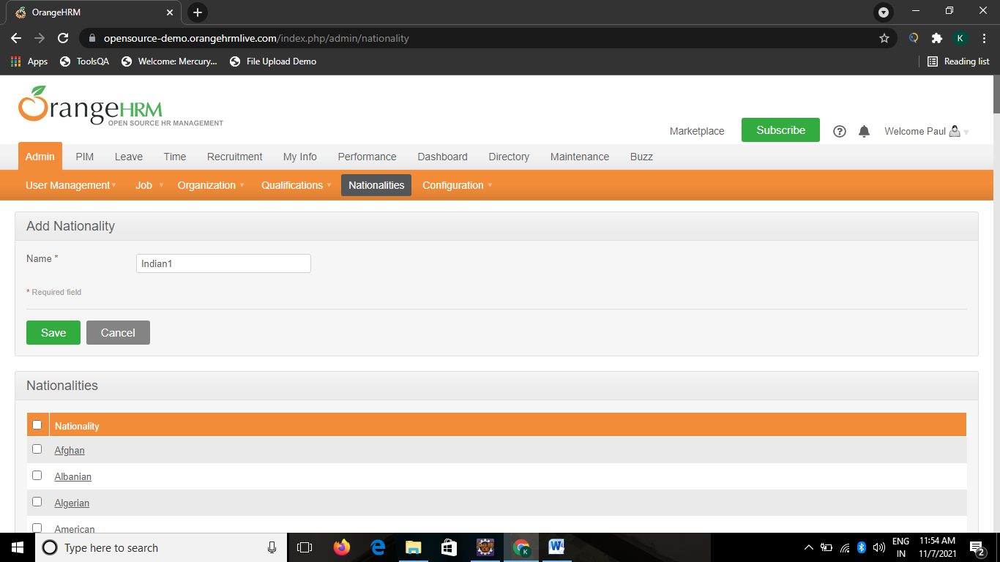 OrangeHRM
opensource-demo.orangehrmlive.com/index.php/admin/nationality
K
Apps ToolsQA Welcome: Mercury... File Upload Demo Reading list
OrangeHRM
OPEN SOURCE HR MANAGEMENT
Marketplace Subscribe Welcome Paul
Admin PIM Leave Time Recruitment My Info Performance Dashboard Directory Maintenance Buzz
User Management Job Organization Qualifications Nationalities Configuration
Add Nationality
Name * Indian1
* Required field
Save Cancel
Nationalities
Nationality
Afghan
Albanian
Algerian
American
Type here to search ENG 11:54 AM
IN 11/7/2021 2